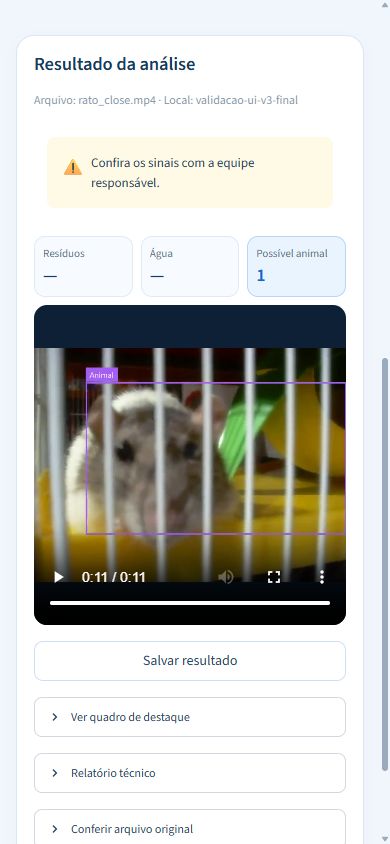 Resultado da análise
Arquivo: rato_close.mp4 · Local: validacao-ui-v3-final
Confira os sinais com a equipe
responsável.
Resíduos
—
Água
—
Possível animal
1
Animal
0:11 / 0:11
Salvar resultado
Ver quadro de destaque
Relatório técnico
Conferir arquivo original